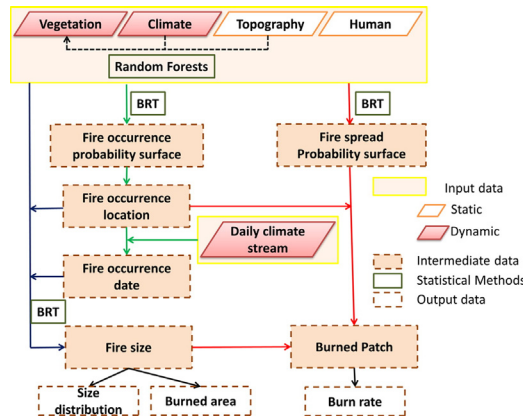 Vegetation
Climate
Topography
Human
Random Forests
BRT
BRT
Fire occurrence
probability surface
Fire spread
Probability surface
Fire occurrence
location
Daily climate
stream
Fire occurrence
date
BRT
Fire size
Burned Patch
Size
distribution
Burned area
Burn rate
Input data
Static
Dynamic
Intermediate data
Statistical Methods
Output data